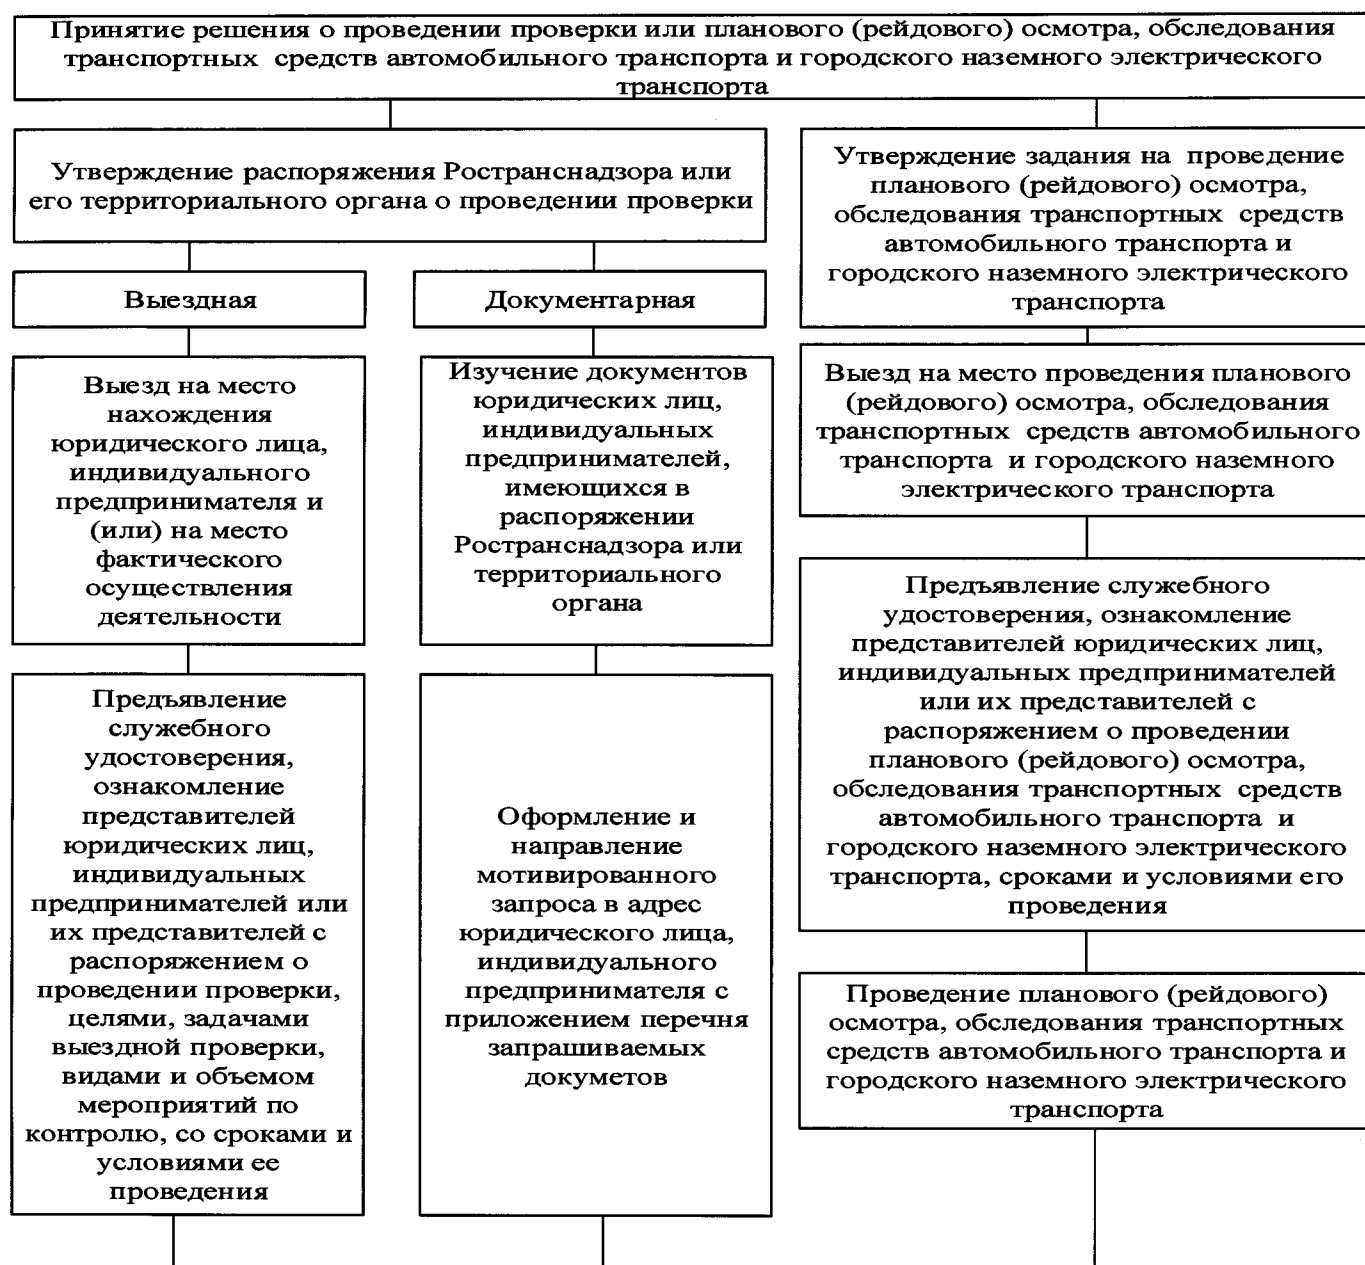 Принятие решения о проведении проверки или планового (рейдового) осмотра, обследования
транспортных средств автомобильного транспорта и городского наземного электрического
транспорта
Утверждение распоряжения Ространснадзора или
его территориального органа о проведении проверки
Выездная
Документарная
Выезд на место
нахождения
юридического лица,
индивидуального
предпринимателя и
(или) на место
фактического
осуществления
деятельности
Изучение документов
юридических лиц,
индивидуальных
предпринимателей,
имеющихся в
распоряжении
Ространснадзора или
территориального
органа
Предъявление
служебного
удостоверения,
ознакомление
представителей
юридических лиц,
индивидуальных
предпринимателей или
их представителей с
распоряжением о
проведении проверки,
целями, задачами
выездной проверки,
видами и объемом
мероприятий по
контролю, со сроками и
условиями ее
проведения
Оформление и
направление
мотивированного
запроса в адрес
юридического лица,
индивидуального
предпринимателя с
приложением перечня
запрашиваемых
докуметов
Утверждение задания на проведение
планового (рейдового) осмотра,
обследования транспортных средств
автомобильного транспорта и
городского наземного электрического
транспорта
Выезд на место проведения планового
(рейдового) осмотра, обследования
транспортных средств автомобильного
транспорта и городского наземного
электрического транспорта
Предъявление служебного
удостоверения, ознакомление
представителей юридических лиц,
индивидуальных предпринимателей
или их представителей с
распоряжением о проведении
планового (рейдового) осмотра,
обследования транспортных средств
автомобильного транспорта и
городского наземного электрического
транспорта, сроками и условиями его
проведения
Проведение планового (рейдового)
осмотра, обследования транспортных
средств автомобильного транспорта и
городского наземного электрического
транспорта